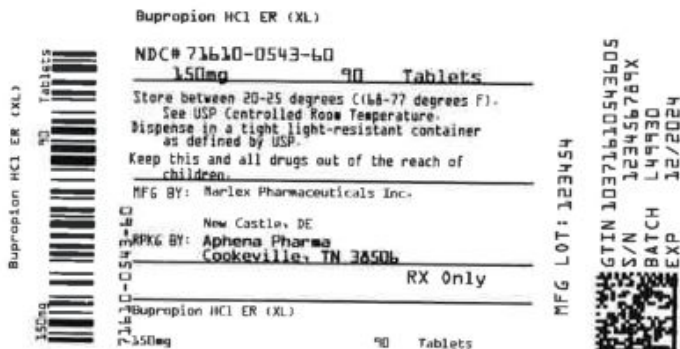 Bupropion HCl ER (XL)
NDC# 71610-0543-60
150mg 90 Tablets
Store between 20-25 degrees C(68-77 degrees F).
See USP Controlled Room Temperature.
Dispense in a tight light-resistant container
as defined by USP.
Keep this and all drugs out of the reach of
children.
MFG BY: Marlex Pharmaceuticals Inc.
New Castle, DE
RPKG BY: Aphena Pharma
Cookeville, TN 38506
RX Only
Bupropion HCl ER (XL)
150mg 90 Tablets
Bupropion HCl ER (XL)
150mg 90 Tablets
71610-0543-60
MFG LOT: 123454
GTIN 10371610543605
S/N 123456789X
BATCH L49930
EXP 12/2024